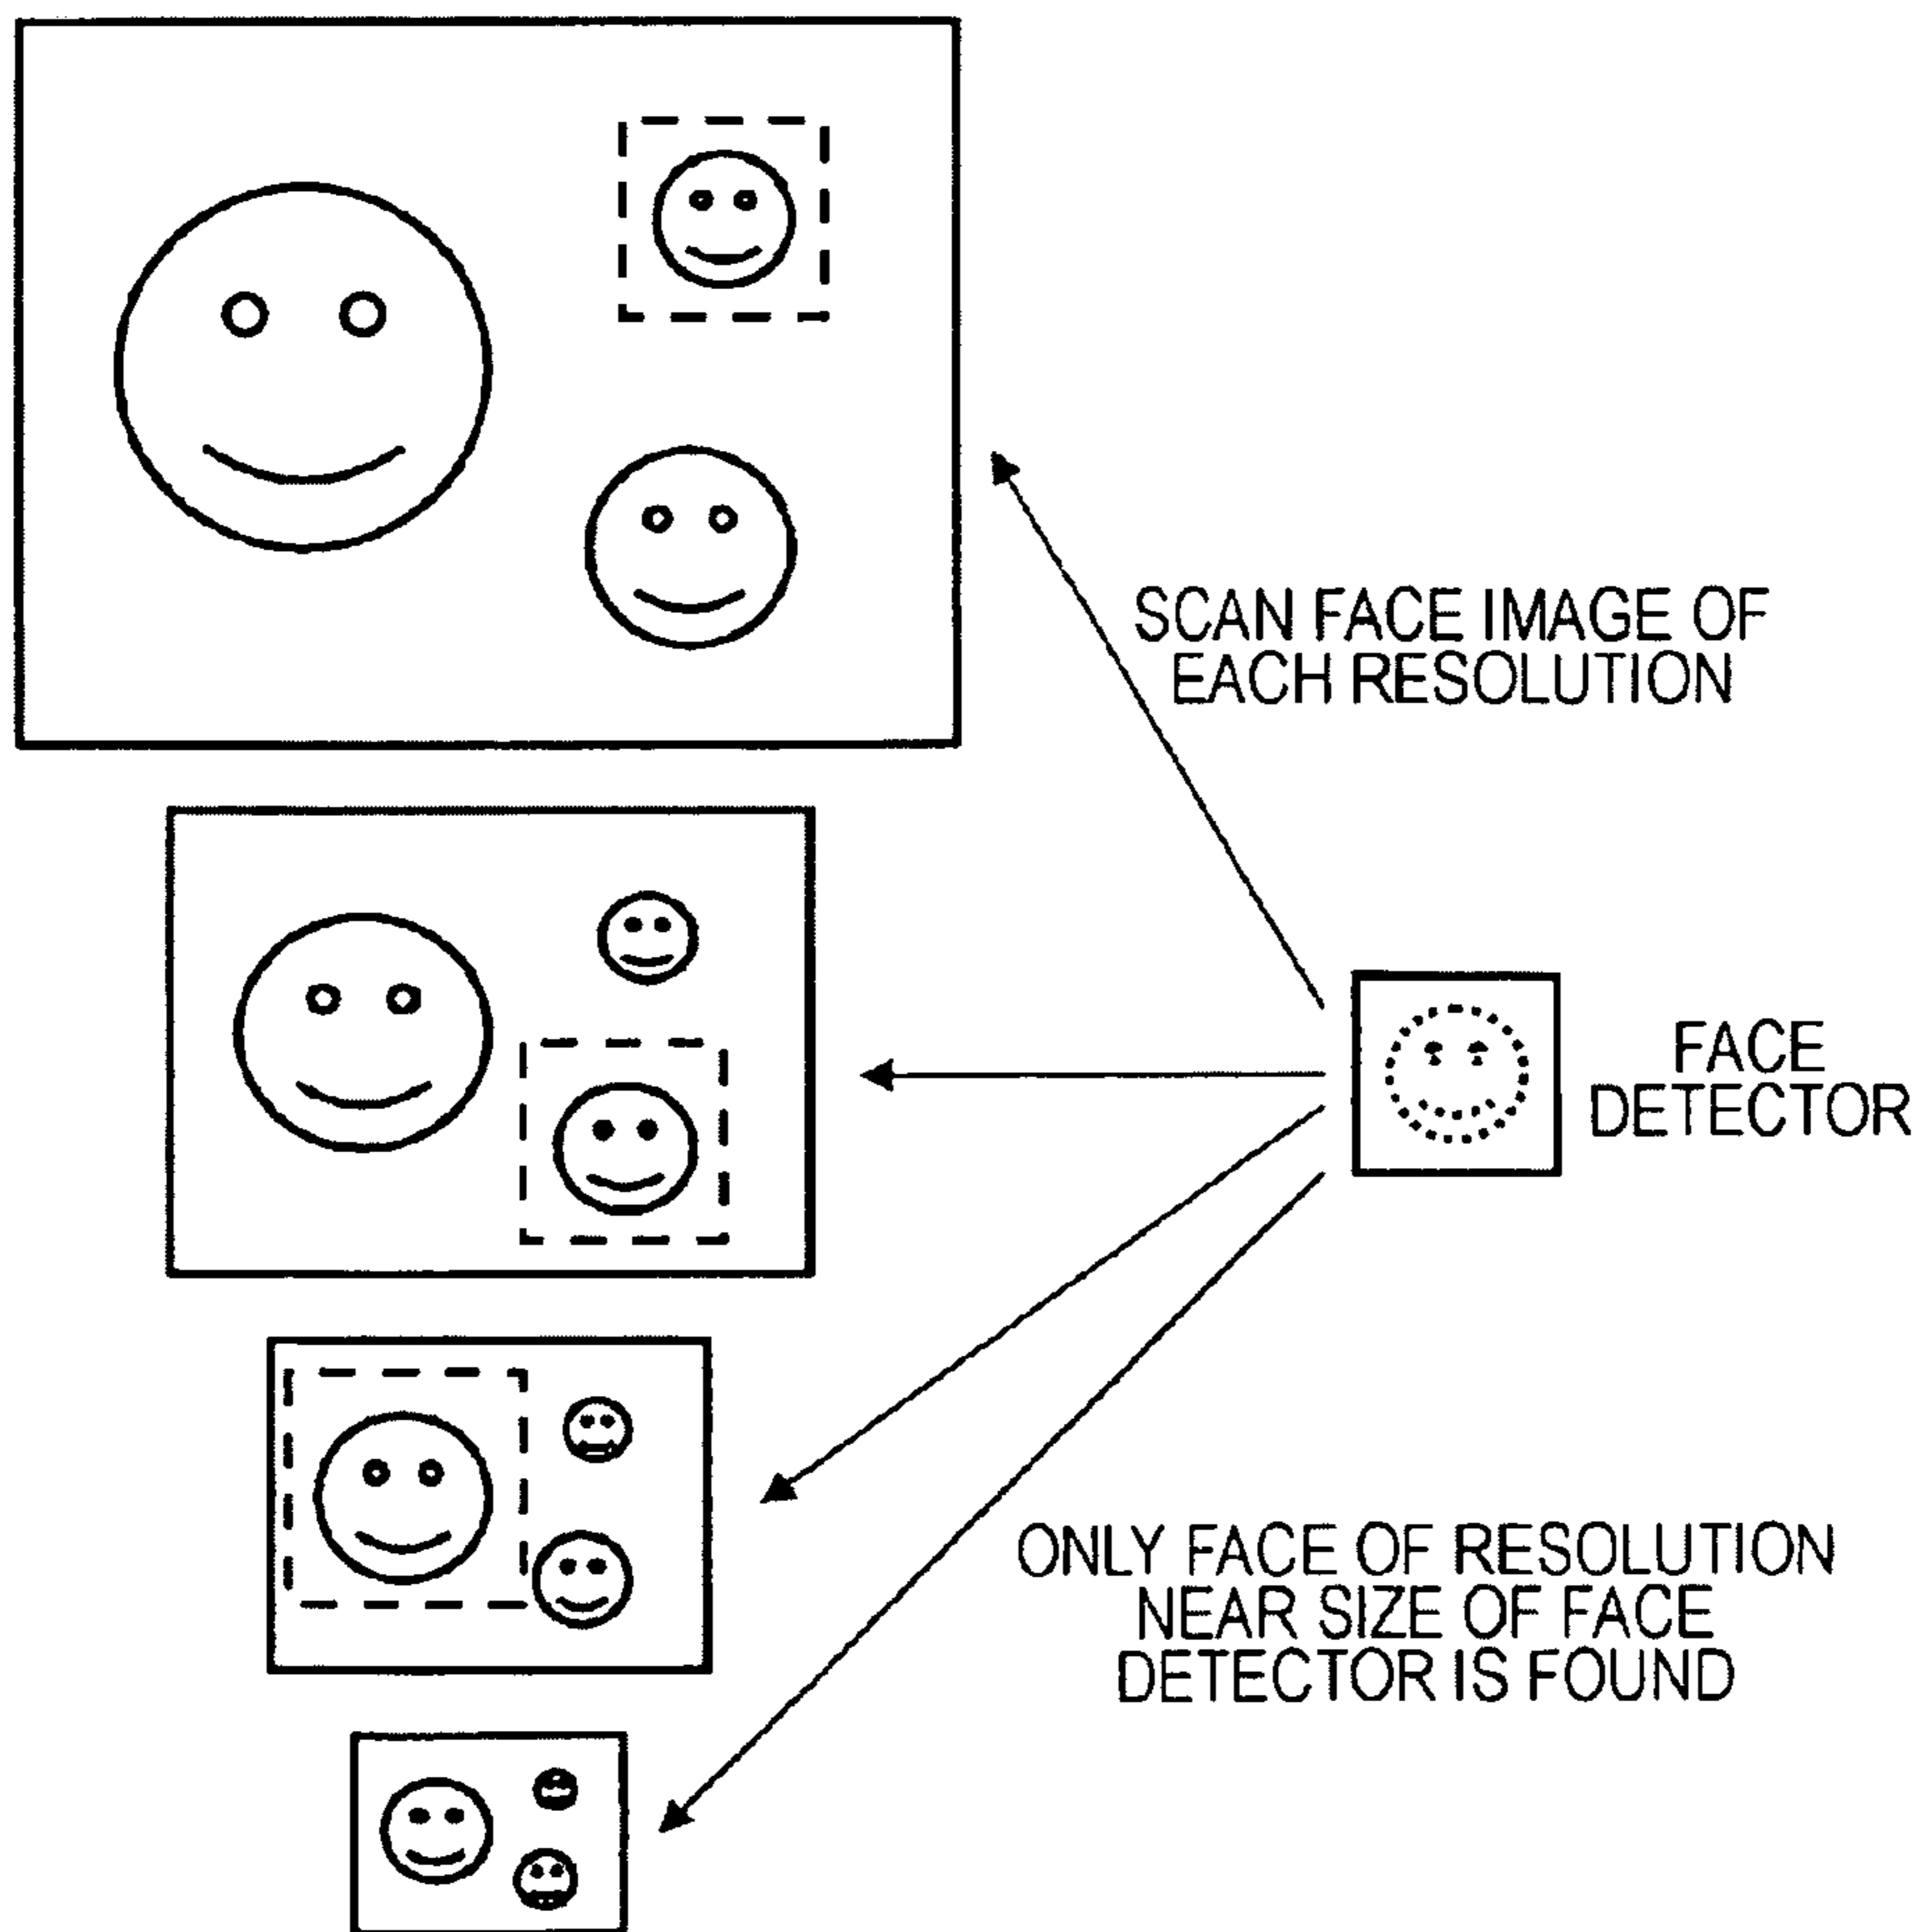 SCAN FACE IMAGE OF
EACH RESOLUTION
FACE
DETECTOR
ONLY FACE OF RESOLUTION
NEAR SIZE OF FACE
DETECTOR IS FOUND